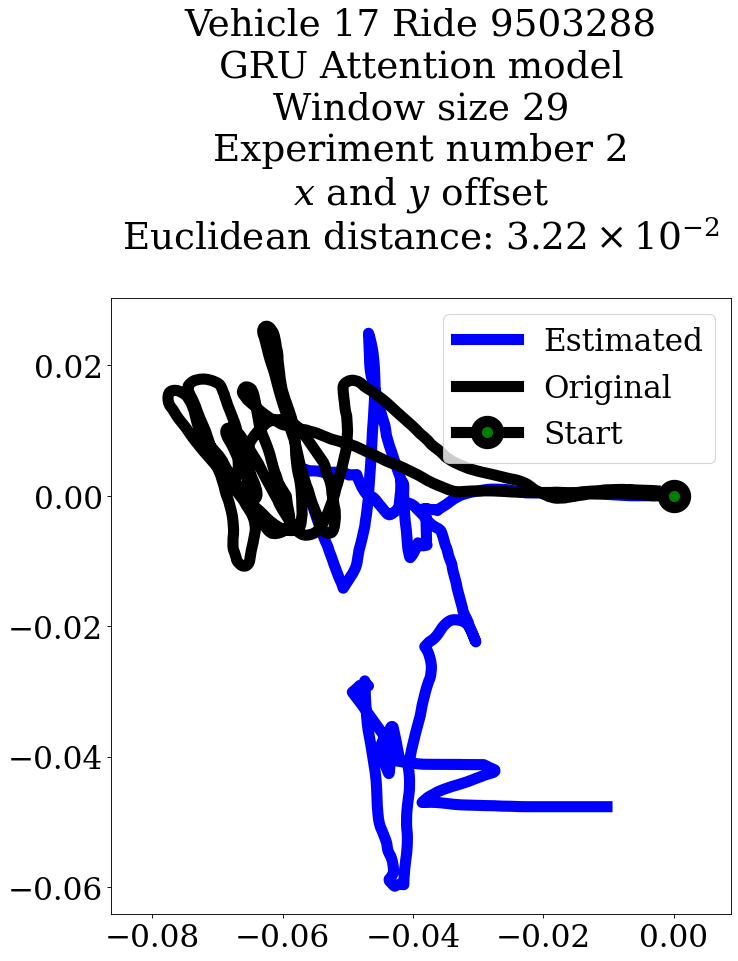 Vehicle 17 Ride 9503288
GRU Attention model
Window size 29
Experiment number 2
x and y offset
Euclidean distance: 3.22 × 10⁻²
Estimated
Original
Start
0.02
0.00
−0.02
−0.04
−0.06
−0.08 −0.06 −0.04 −0.02 0.00